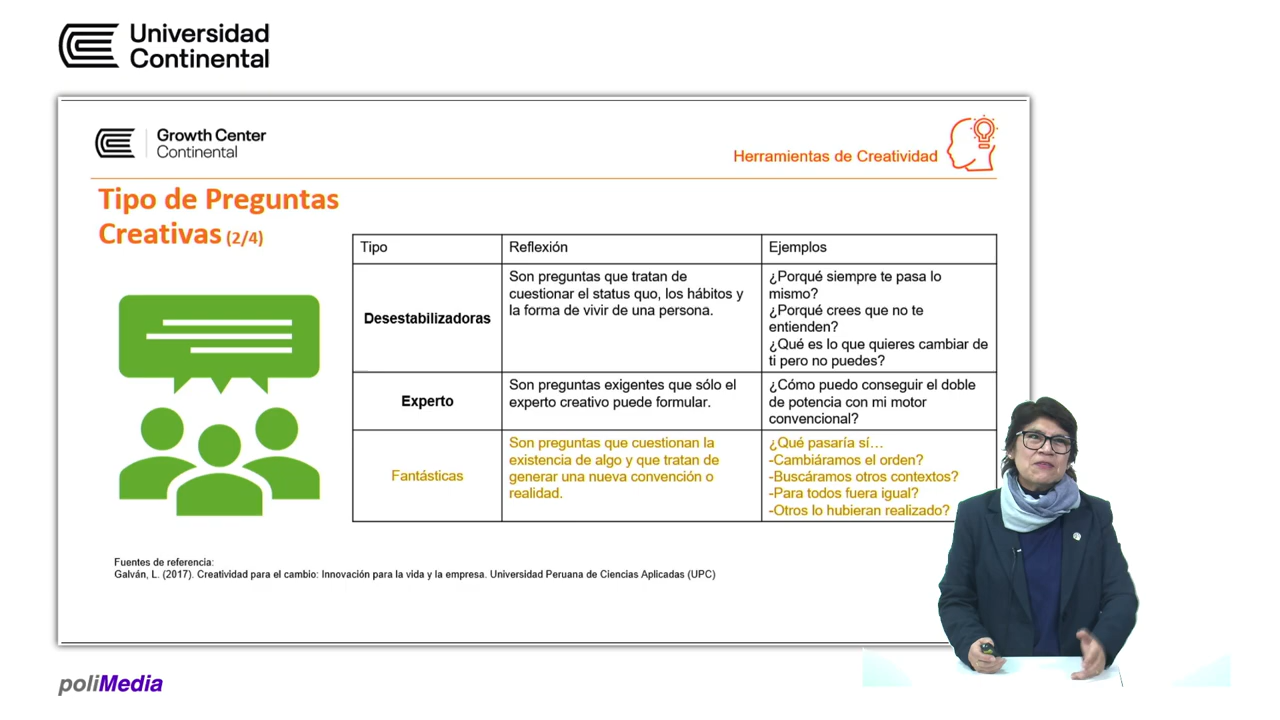 Universidad
Continental
Growth Center
Continental
Herramientas de Creatividad
Tipo de Preguntas
Creativas (2/4)
Tipo
Reflexión
Ejemplos
Desestabilizadoras
Son preguntas que tratan de
cuestionar el status quo, los hábitos y
la forma de vivir de una persona.
¿Porqué siempre te pasa lo
mismo?
¿Porqué crees que no te
entienden?
¿Qué es lo que quieres cambiar de
ti pero no puedes?
Experto
Son preguntas exigentes que sólo el
experto creativo puede formular.
¿Cómo puedo conseguir el doble
de potencia con mi motor
convencional?
Fantásticas
Son preguntas que cuestionan la
existencia de algo y que tratan de
generar una nueva convención o
realidad.
¿Qué pasaría sí…
-Cambiáramos el orden?
-Buscáramos otros contextos?
-Para todos fuera igual?
-Otros lo hubieran realizado?
Fuentes de referencia:
Galván, L. (2017). Creatividad para el cambio: Innovación para la vida y la empresa. Universidad Peruana de Ciencias Aplicadas (UPC)
poliMedia